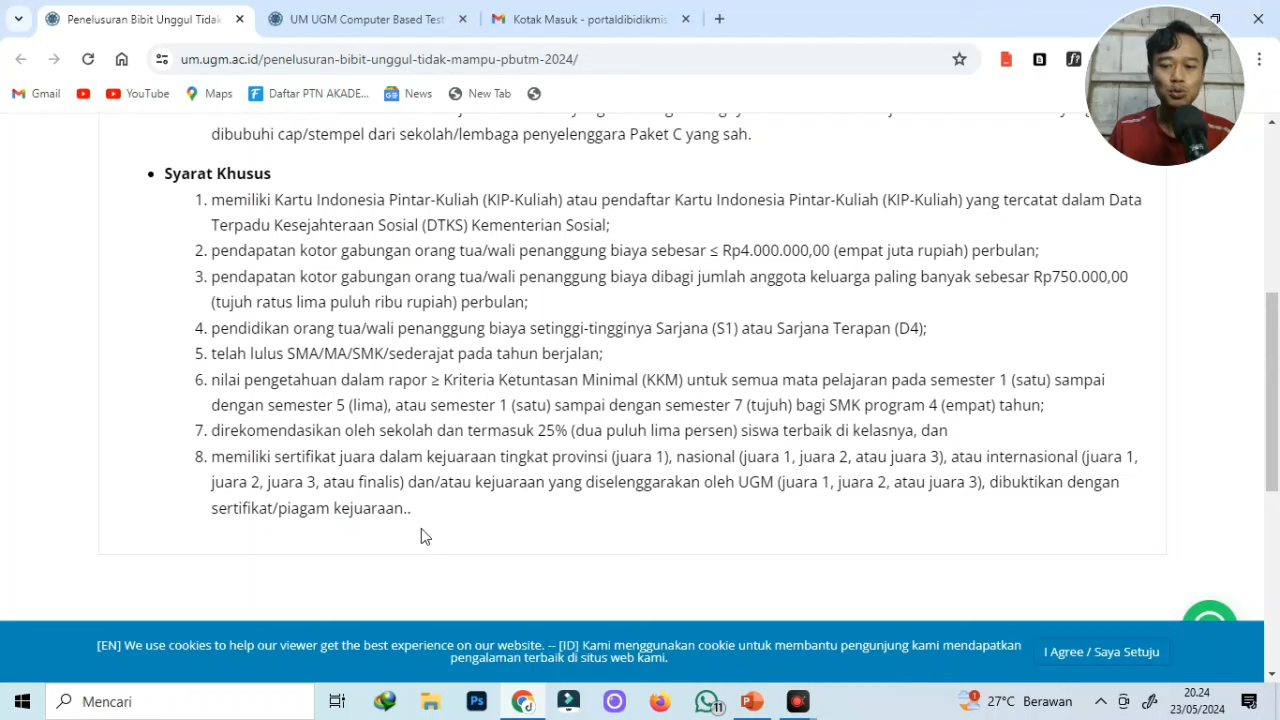 Penelusuran Bibit Unggul Tidak
UM UGM Computer Based Test
Kotak Masuk - portaldibidikmis
um.ugm.ac.id/penelusuran-bibit-unggul-tidak-mampu-pbutm-2024/
Gmail
YouTube
Maps
Daftar PTN AKADE...
News
New Tab
dibubuhi cap/stempel dari sekolah/lembaga penyelenggara Paket C yang sah.
• Syarat Khusus
1. memiliki Kartu Indonesia Pintar-Kuliah (KIP-Kuliah) atau pendaftar Kartu Indonesia Pintar-Kuliah (KIP-Kuliah) yang tercatat dalam Data
Terpadu Kesejahteraan Sosial (DTKS) Kementerian Sosial;
2. pendapatan kotor gabungan orang tua/wali penanggung biaya sebesar ≤ Rp4.000.000,00 (empat juta rupiah) perbulan;
3. pendapatan kotor gabungan orang tua/wali penanggung biaya dibagi jumlah anggota keluarga paling banyak sebesar Rp750.000,00
(tujuh ratus lima puluh ribu rupiah) perbulan;
4. pendidikan orang tua/wali penanggung biaya setinggi-tingginya Sarjana (S1) atau Sarjana Terapan (D4);
5. telah lulus SMA/MA/SMK/sederajat pada tahun berjalan;
6. nilai pengetahuan dalam rapor ≥ Kriteria Ketuntasan Minimal (KKM) untuk semua mata pelajaran pada semester 1 (satu) sampai
dengan semester 5 (lima), atau semester 1 (satu) sampai dengan semester 7 (tujuh) bagi SMK program 4 (empat) tahun;
7. direkomendasikan oleh sekolah dan termasuk 25% (dua puluh lima persen) siswa terbaik di kelasnya, dan
8. memiliki sertifikat juara dalam kejuaraan tingkat provinsi (juara 1), nasional (juara 1, juara 2, atau juara 3), atau internasional (juara 1,
juara 2, juara 3, atau finalis) dan/atau kejuaraan yang diselenggarakan oleh UGM (juara 1, juara 2, atau juara 3), dibuktikan dengan
sertifikat/piagam kejuaraan..
[EN] We use cookies to help our viewer get the best experience on our website. -- [ID] Kami menggunakan cookie untuk membantu pengunjung kami mendapatkan
pengalaman terbaik di situs web kami.
I Agree / Saya Setuju
Mencari
Ps
11
1
27°C Berawan
20.24
23/05/2024